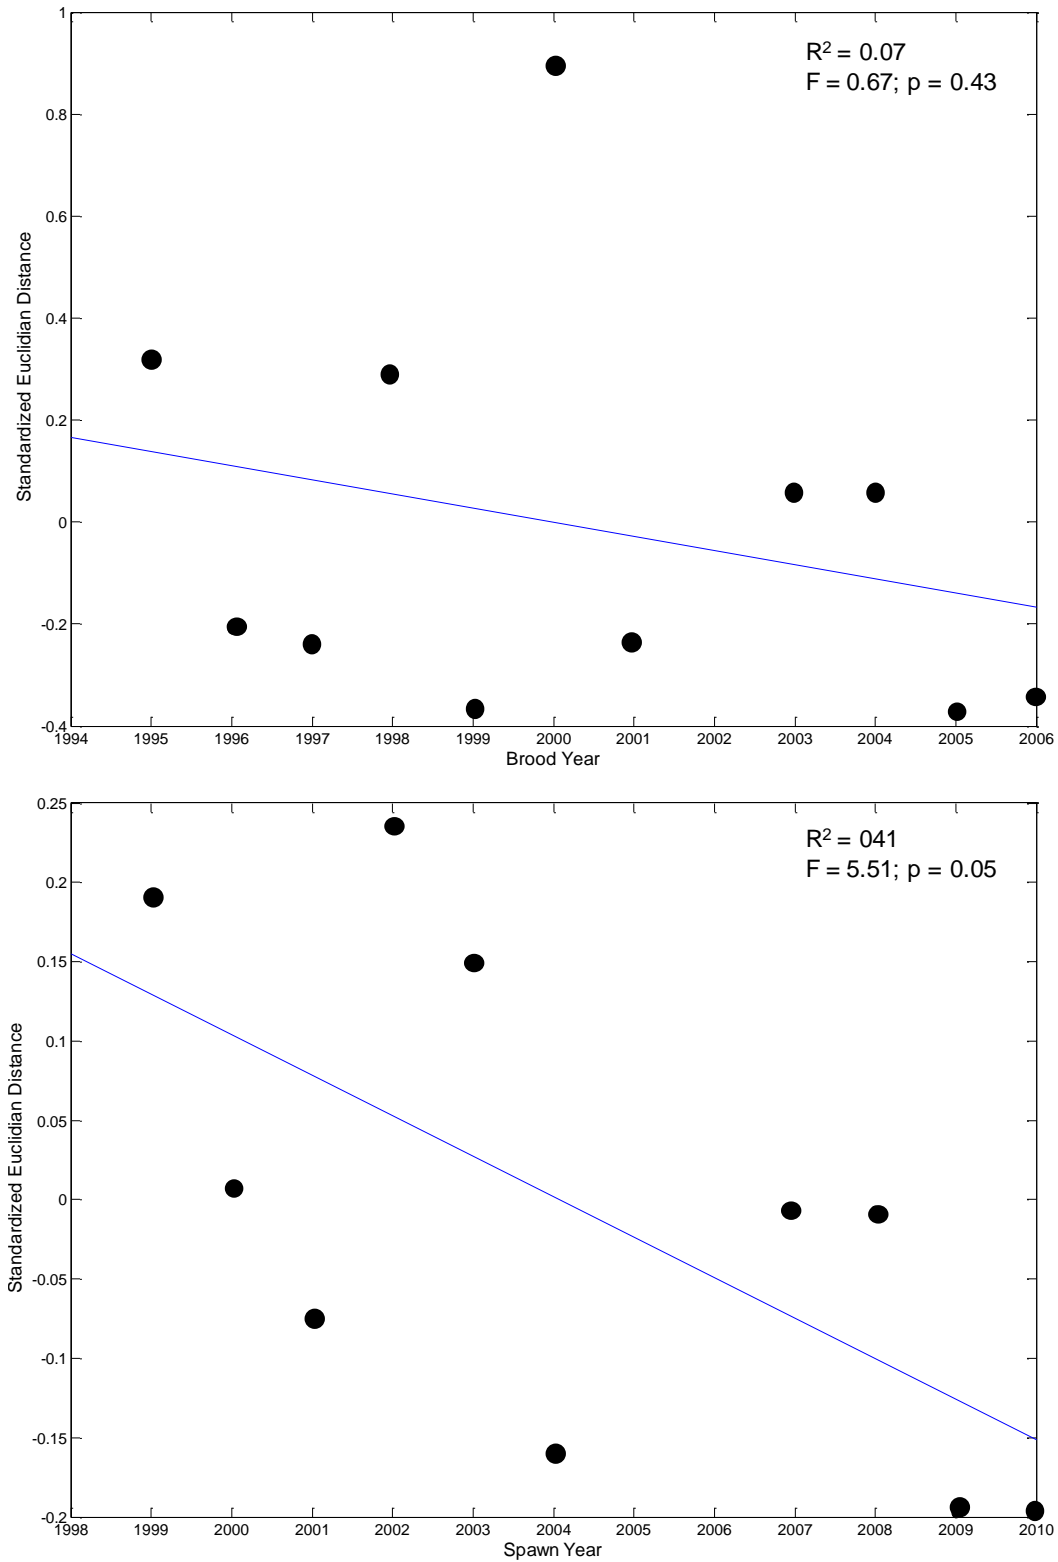 R² = 0.07
F = 0.67; p = 0.43
1
0.8
0.6
0.4
0.2
0
-0.2
-0.4
Standardized Euclidian Distance
1994 1995 1996 1997 1998 1999 2000 2001 2002 2003 2004 2005 2006
Brood Year
R² = 041
F = 5.51; p = 0.05
0.25
0.2
0.15
0.1
0.05
0
-0.05
-0.1
-0.15
-0.2
Standardized Euclidian Distance
1998 1999 2000 2001 2002 2003 2004 2005 2006 2007 2008 2009 2010
Spawn Year